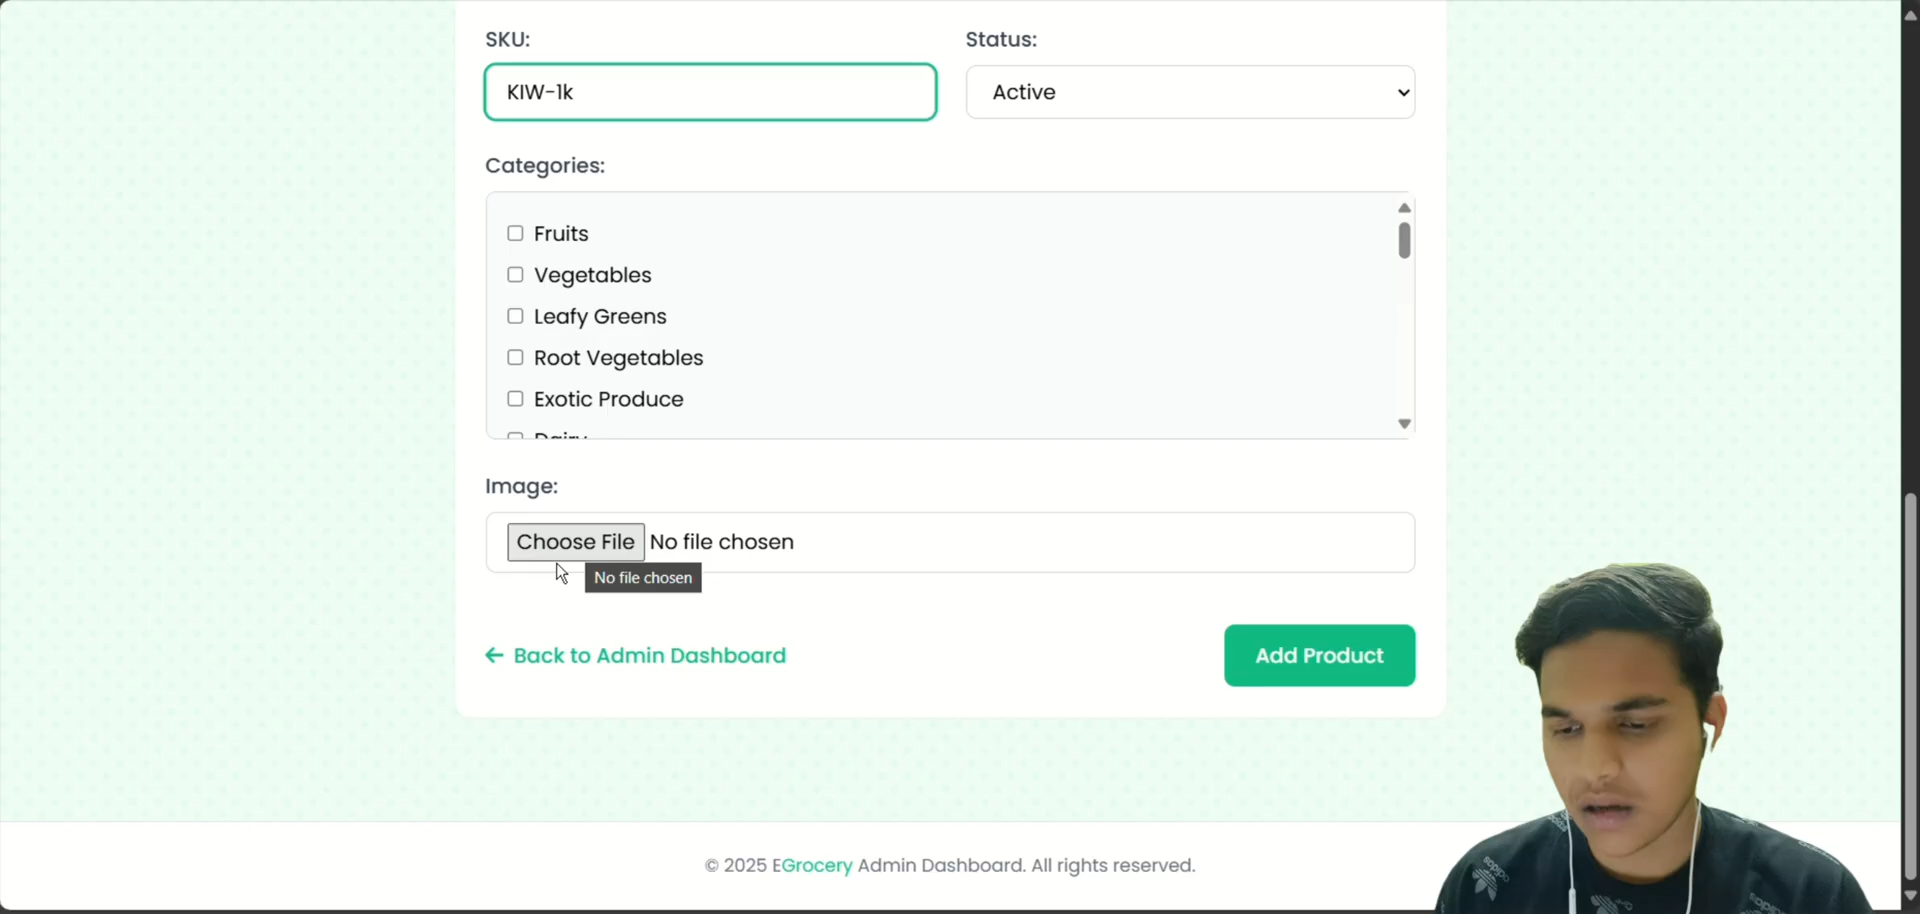 SKU: Status:
KIW-1k Active
Categories:
Fruits
Vegetables
Leafy Greens
Root Vegetables
Exotic Produce
Image:
Choose File No file chosen
No file chosen
← Back to Admin Dashboard Add Product
© 2025 EGrocery Admin Dashboard. All rights reserved.